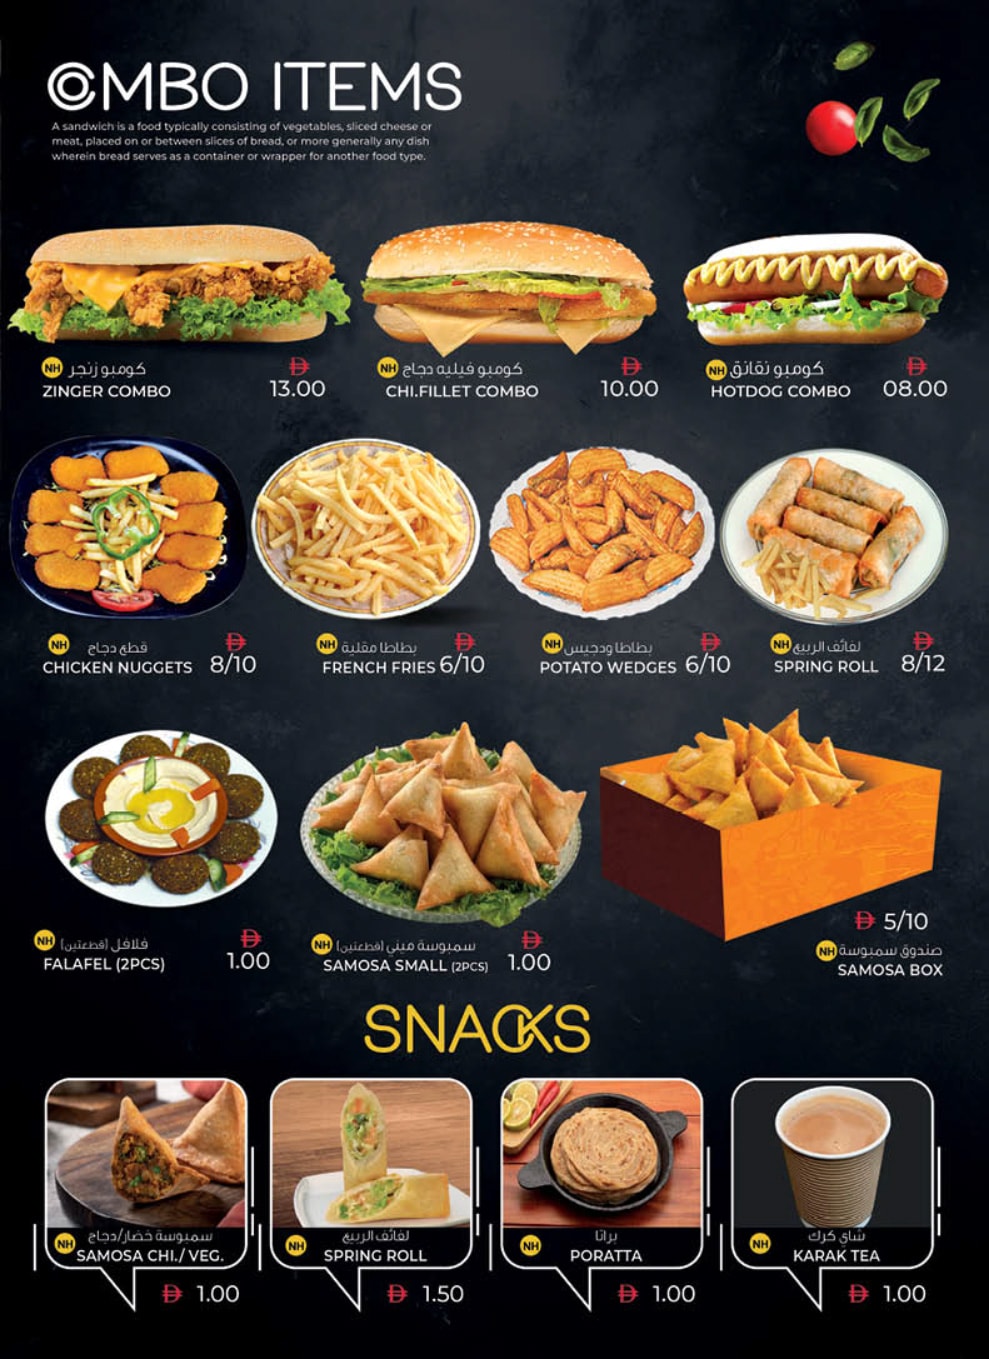 COMBO ITEMS
A sandwich is a food typically consisting of vegetables, sliced cheese or
meat, placed on or between slices of bread, or more generally any dish
wherein bread serves as a container or wrapper for another food type.
NH كومبو زنجر
ZINGER COMBO 13.00
NH كومبو فيليه دجاج
CHI.FILLET COMBO 10.00
NH كومبو نقانق
HOTDOG COMBO 08.00
NH قطع دجاج
CHICKEN NUGGETS 8/10
NH بطاطا مقلية
FRENCH FRIES 6/10
NH بطاطا ودجيس
POTATO WEDGES 6/10
NH لفائف الربيع
SPRING ROLL 8/12
NH فلافل (قطعتين)
FALAFEL (2PCS) 1.00
NH سمبوسة ميني (قطعتين)
SAMOSA SMALL (2PCS) 1.00
5/10
NH صندوق سمبوسة
SAMOSA BOX
SNACKS
NH سمبوسة خضار/دجاج
SAMOSA CHI./ VEG.
1.00
NH لفائف الربيع
SPRING ROLL
1.50
NH براتا
PORATTA
1.00
NH شاي كرك
KARAK TEA
1.00